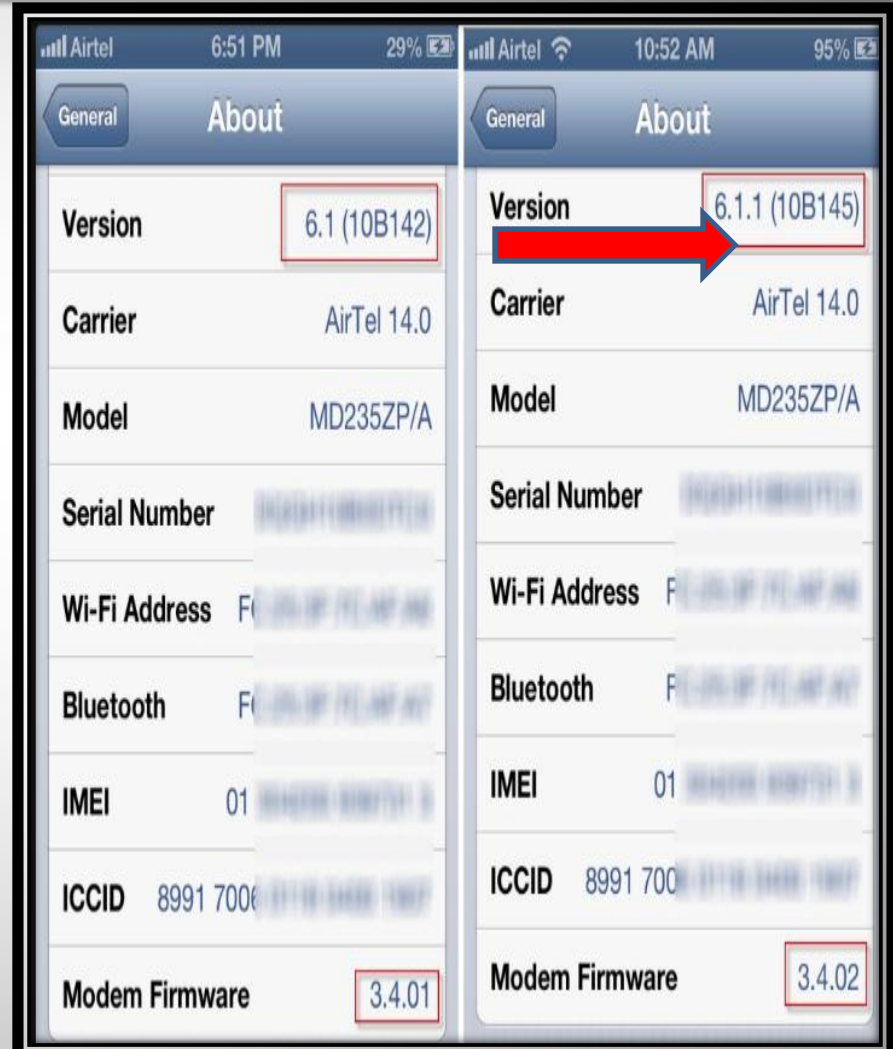 Airtel 6:51 PM 29%
General About
Version 6.1 (10B142)
Carrier AirTel 14.0
Model MD235ZP/A
Serial Number
Wi-Fi Address
Bluetooth
IMEI 01
ICCID 8991 700
Modem Firmware 3.4.01
Airtel 10:52 AM 95%
General About
Version 6.1.1 (10B145)
Carrier AirTel 14.0
Model MD235ZP/A
Serial Number
Wi-Fi Address F
Bluetooth F
IMEI 01
ICCID 8991 700
Modem Firmware 3.4.02